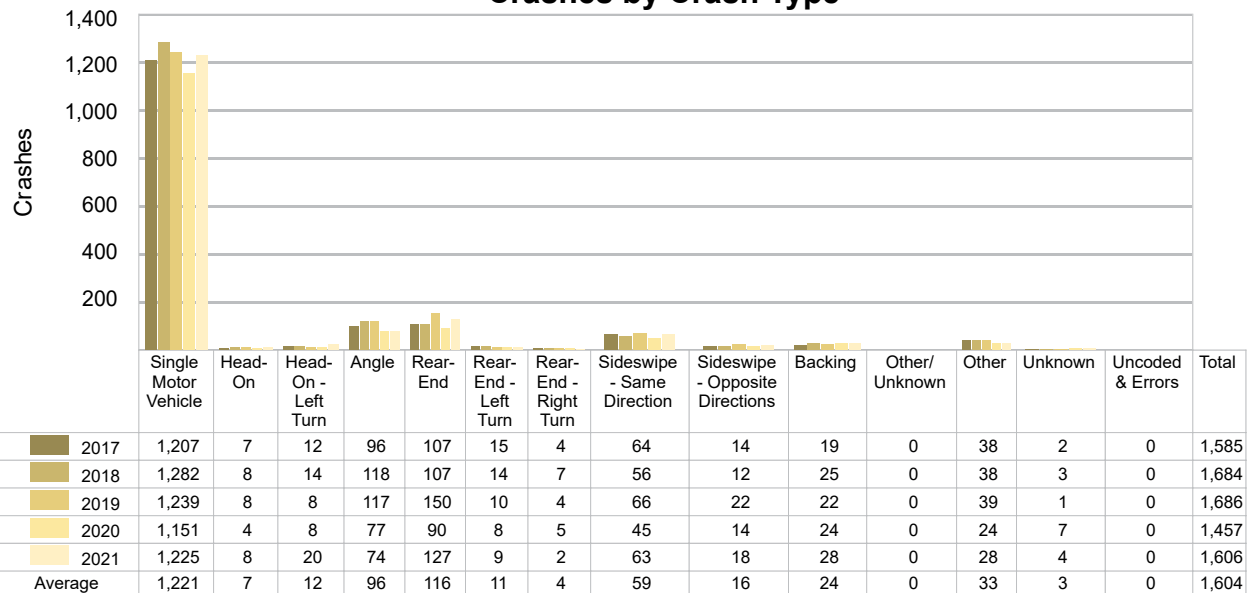 Crashes by Crash Type
1,400
1,200
1,000
800
600
400
200
Crashes
Single Motor Vehicle
Head-On
Head-On - Left Turn
Angle
Rear-End
Rear-End - Left Turn
Rear-End - Right Turn
Sideswipe - Same Direction
Sideswipe - Opposite Directions
Backing
Other/ Unknown
Other
Unknown
Uncoded & Errors
Total
2017 1,207 7 12 96 107 15 4 64 14 19 0 38 2 0 1,585
2018 1,282 8 14 118 107 14 7 56 12 25 0 38 3 0 1,684
2019 1,239 8 8 117 150 10 4 66 22 22 0 39 1 0 1,686
2020 1,151 4 8 77 90 8 5 45 14 24 0 24 7 0 1,457
2021 1,225 8 20 74 127 9 2 63 18 28 0 28 4 0 1,606
Average 1,221 7 12 96 116 11 4 59 16 24 0 33 3 0 1,604